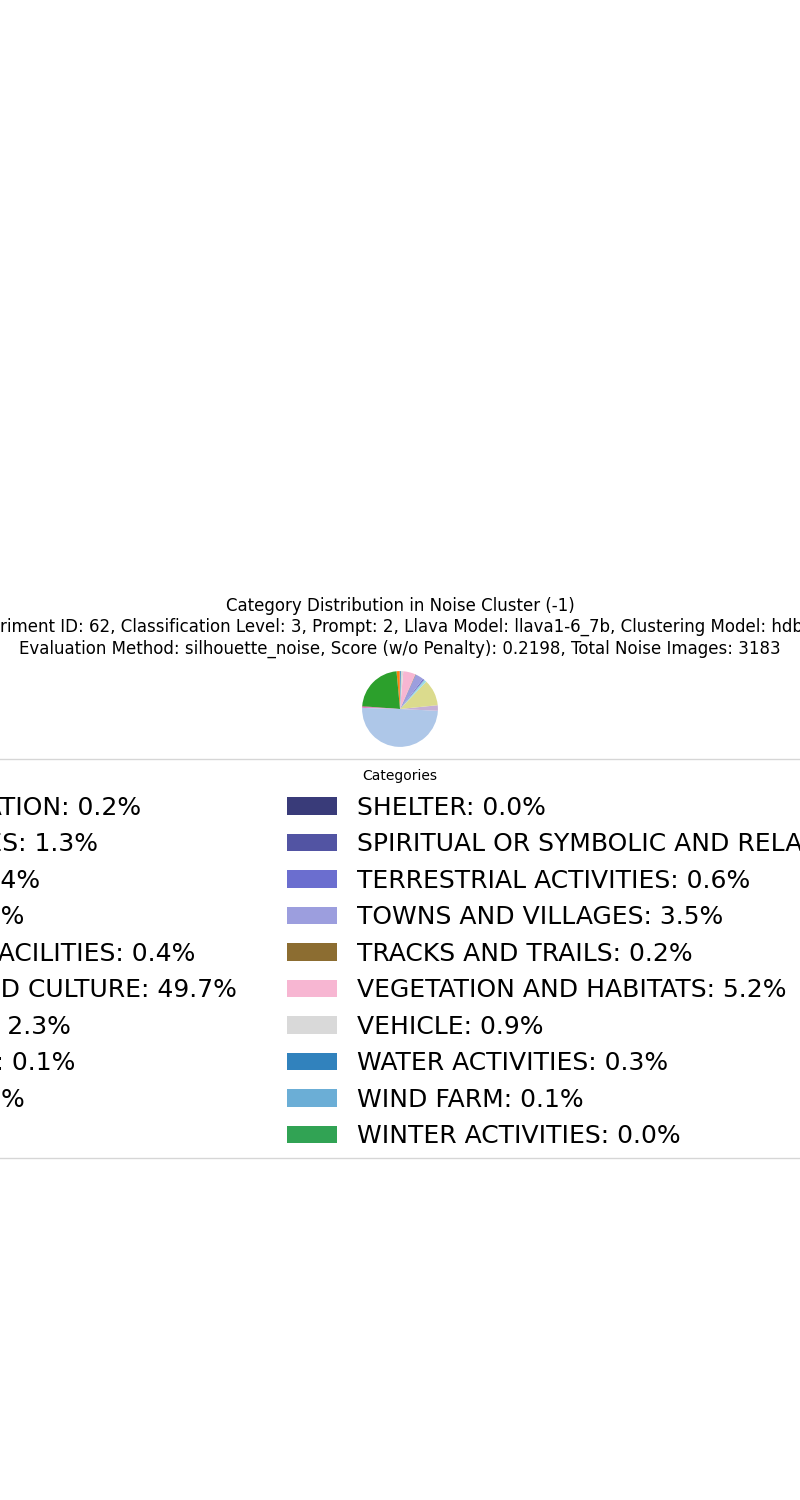 Category Distribution in Noise Cluster (-1)
riment ID: 62, Classification Level: 3, Prompt: 2, Llava Model: llava1-6_7b, Clustering Model: hdb
Evaluation Method: silhouette_noise, Score (w/o Penalty): 0.2198, Total Noise Images: 3183
Categories
TION: 0.2%
ES: 1.3%
4%
%
ACILITIES: 0.4%
D CULTURE: 49.7%
2.3%
: 0.1%
%
SHELTER: 0.0%
SPIRITUAL OR SYMBOLIC AND RELA
TERRESTRIAL ACTIVITIES: 0.6%
TOWNS AND VILLAGES: 3.5%
TRACKS AND TRAILS: 0.2%
VEGETATION AND HABITATS: 5.2%
VEHICLE: 0.9%
WATER ACTIVITIES: 0.3%
WIND FARM: 0.1%
WINTER ACTIVITIES: 0.0%